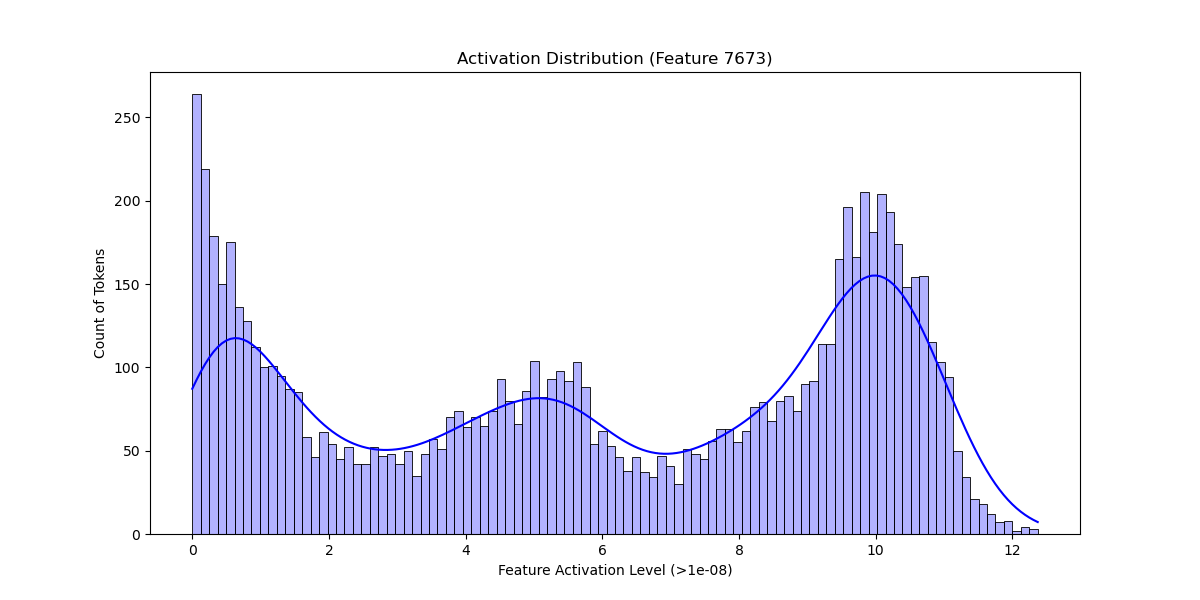 Activation Distribution (Feature 7673)
Count of Tokens
250
200
150
100
50
0
0 2 4 6 8 10 12
Feature Activation Level (>1e-08)